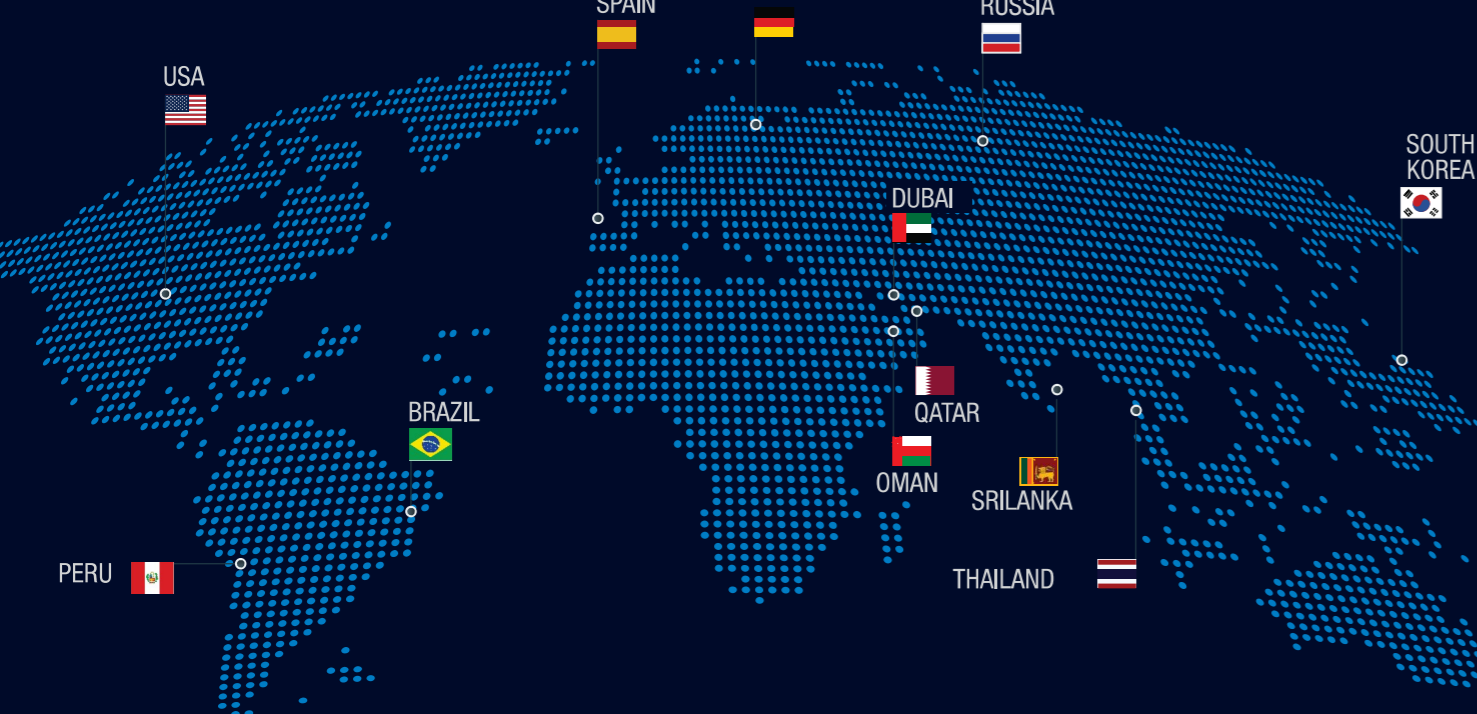 SPAIN
RUSSIA
USA
SOUTH
KOREA
DUBAI
QATAR
BRAZIL
OMAN
SRILANKA
PERU
THAILAND